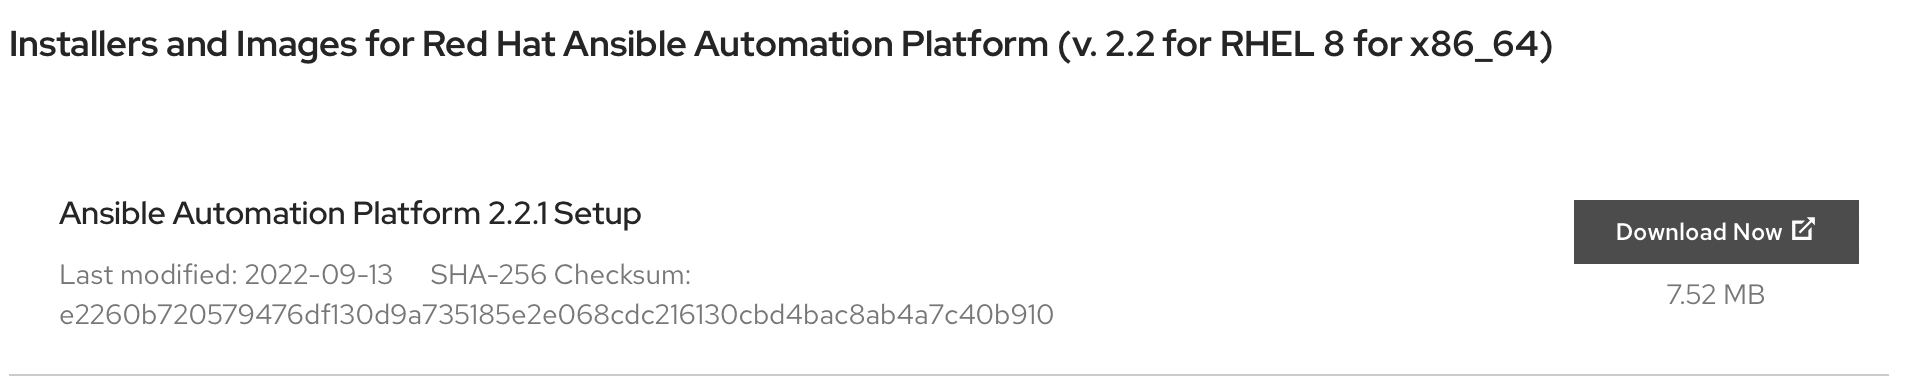 Installers and Images for Red Hat Ansible Automation Platform (v. 2.2 for RHEL 8 for x86_64)
Ansible Automation Platform 2.2.1 Setup
Download Now
Last modified: 2022-09-13 SHA-256 Checksum:
7.52 MB
e2260b720579476df130d9a735185e2e068cdc216130cbd4bac8ab4a7c40b910